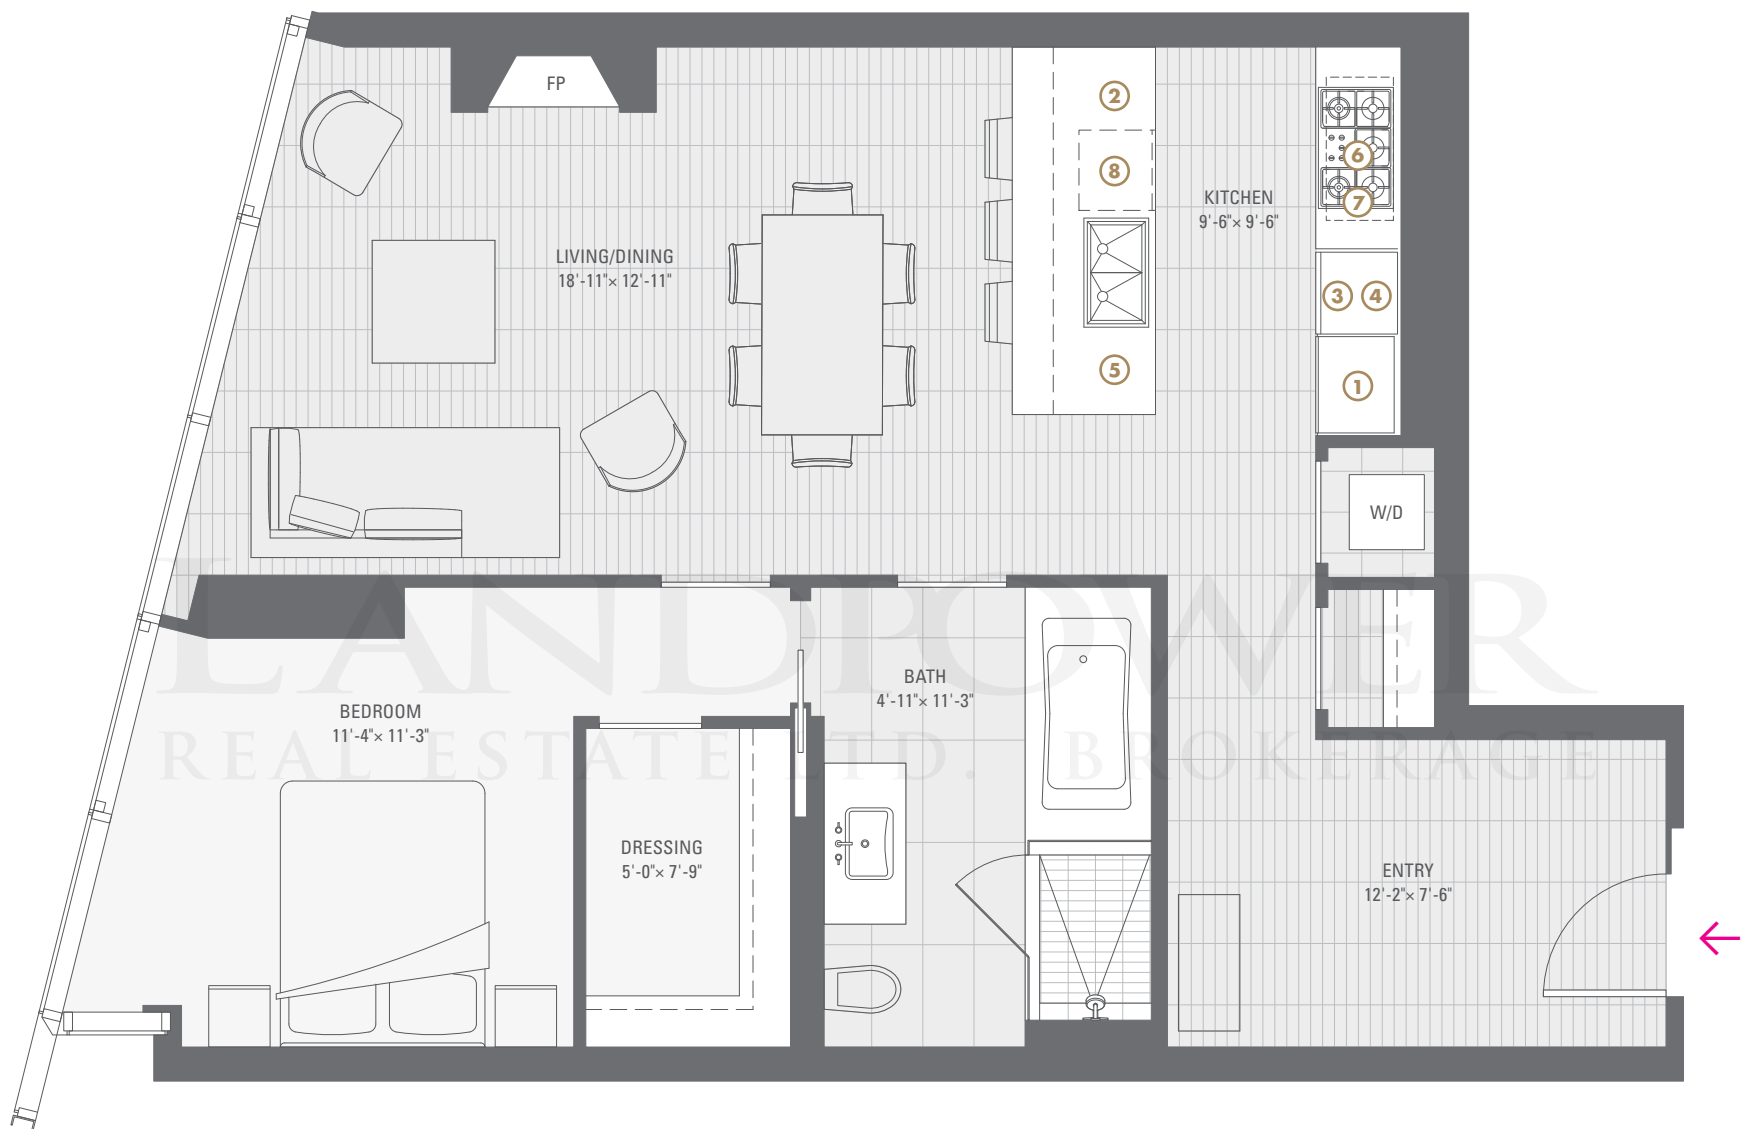 FP
2
8
6
7
KITCHEN
9'-6"× 9'-6"
LIVING/DINING
18'-11"× 12'-11"
3 4
5
1
W/D
LANDPOWER
REAL ESTATE LTD. BROKERAGE
BATH
4'-11"× 11'-3"
BEDROOM
11'-4"× 11'-3"
DRESSING
5'-0"× 7'-9"
ENTRY
12'-2"× 7'-6"